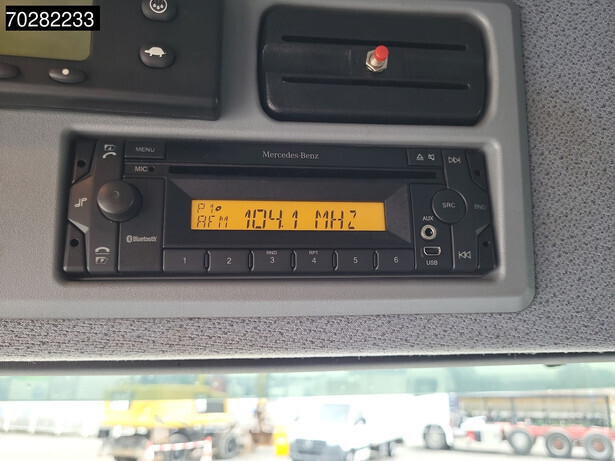 70282233
MENU
Mercedes-Benz
MIC
SRC
BND
P1
AFM 104.1 MHZ
AUX
Bluetooth
RND RPT
1 2 3 4 5 6
USB